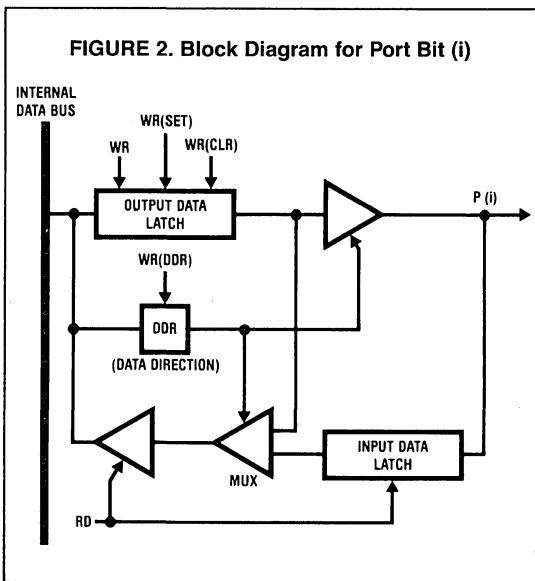 FIGURE 2. Block Diagram for Port Bit (i)
INTERNAL
DATA BUS
WR(SET)
WR
WR(CLR)
OUTPUT DATA
LATCH
P (i)
WR(DDR)
DDR
(DATA DIRECTION)
MUX
INPUT DATA
LATCH
RD